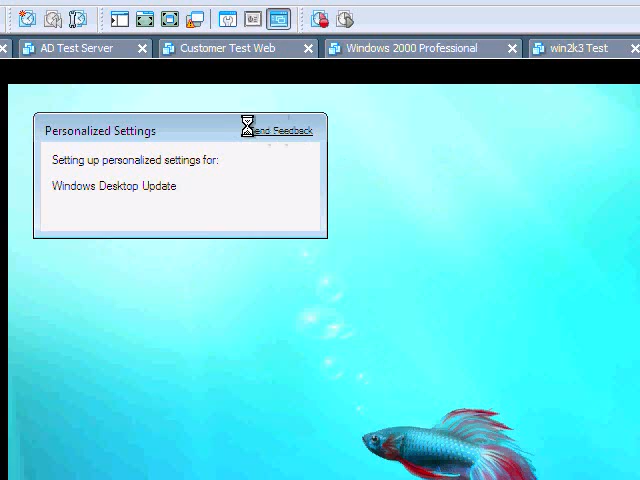 AD Test Server
Customer Test Web
Windows 2000 Professional
win2k3 Test
Personalized Settings
end Feedback
Setting up personalized settings for:
Windows Desktop Update